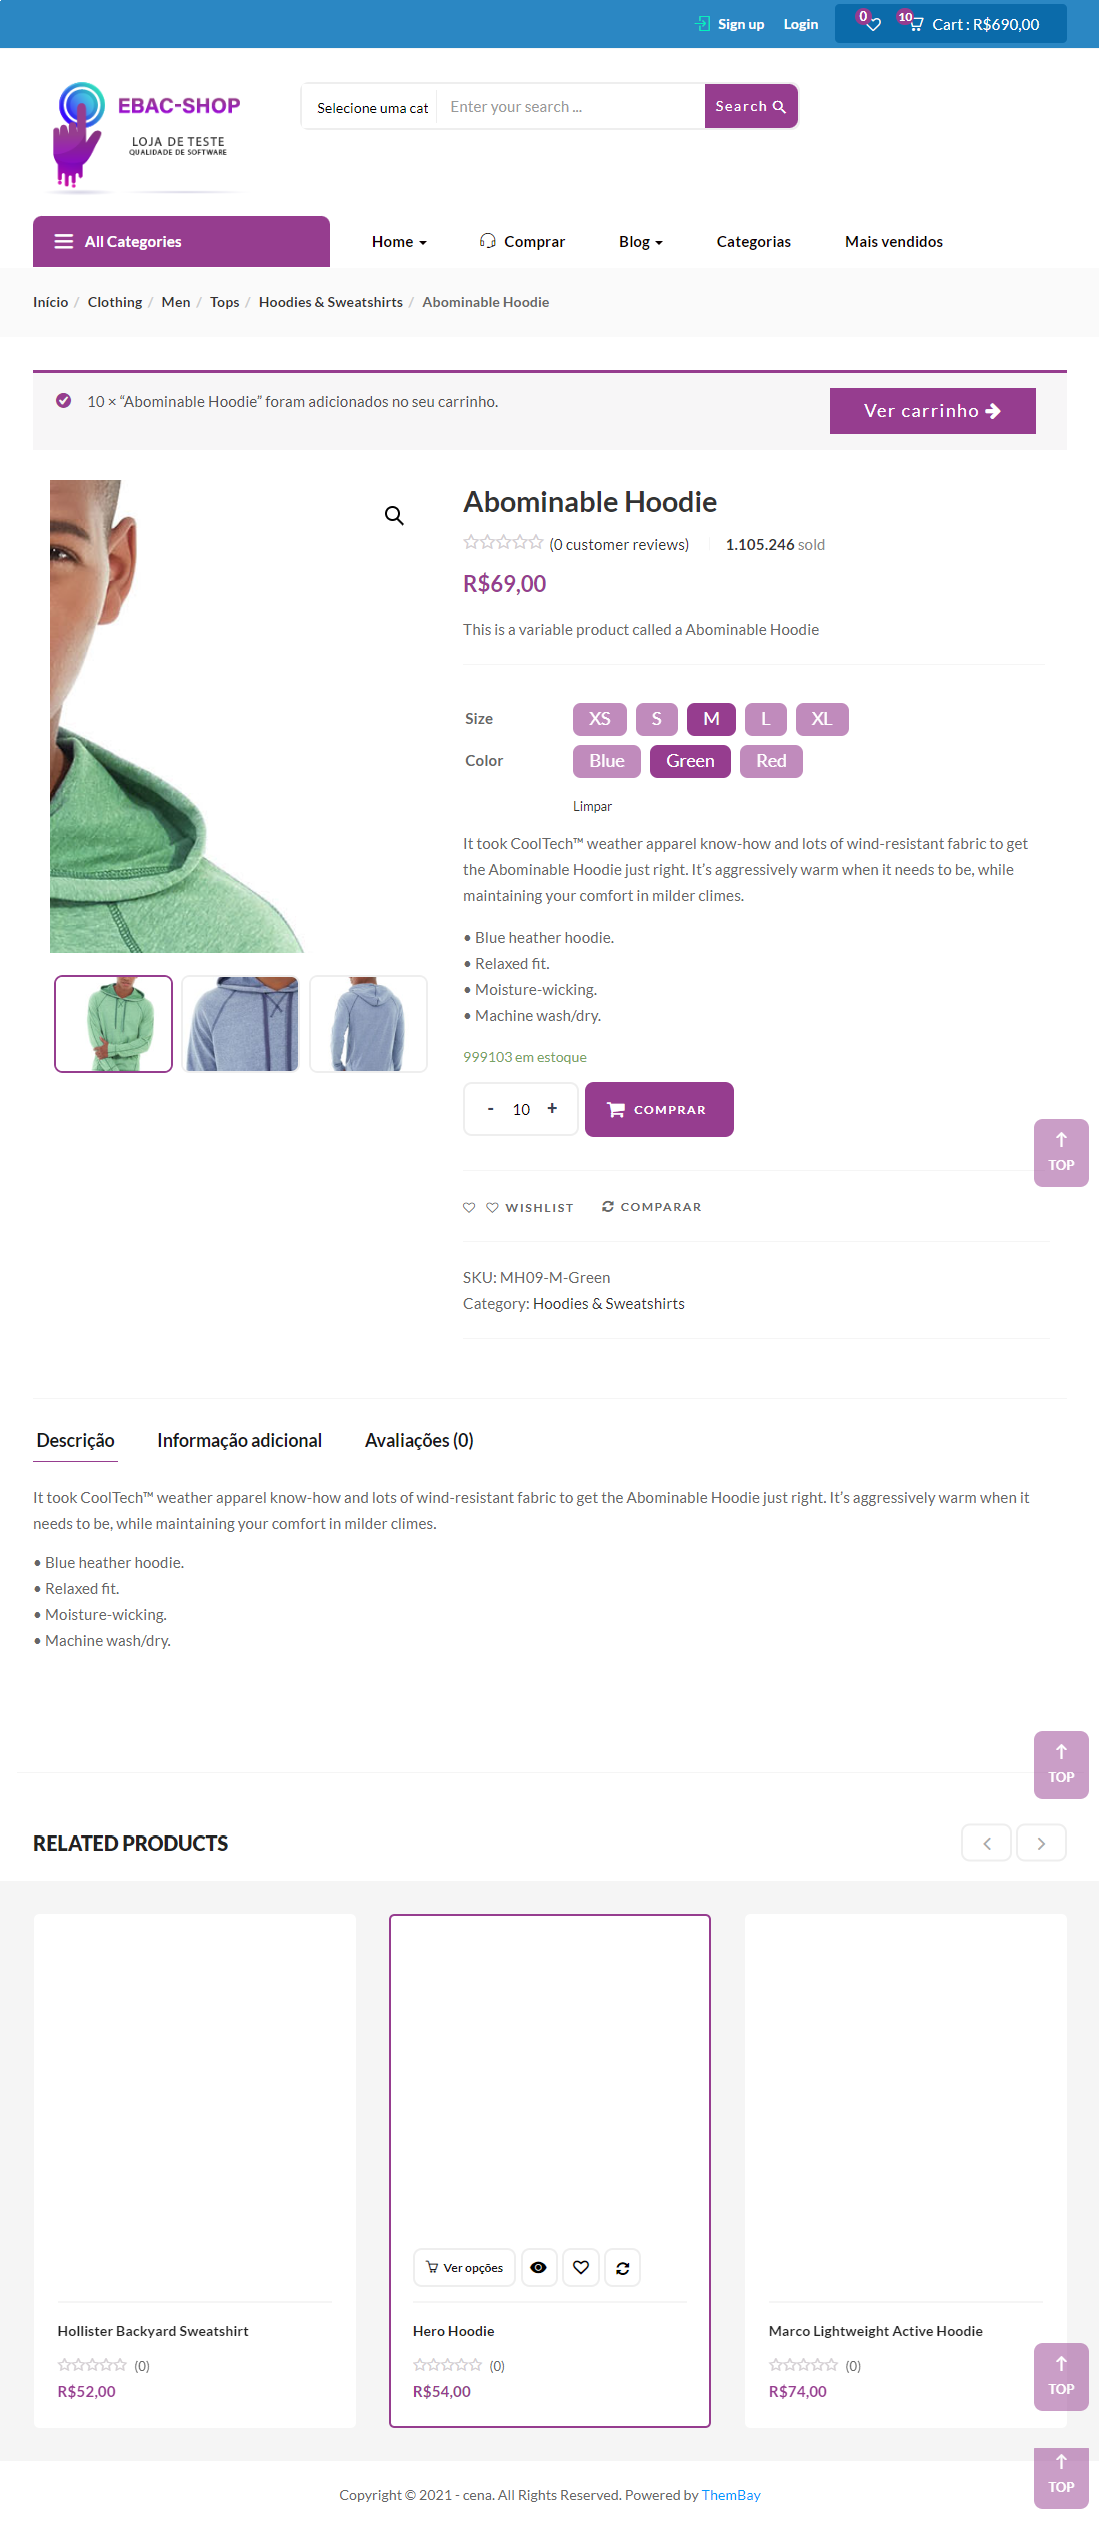 Sign up Login 0 10 Cart : R$690,00
EBAC-SHOP
LOJA DE TESTE
QUALIDADE DE SOFTWARE
Selecione uma cat Enter your search ... Search
All Categories Home Comprar Blog Categorias Mais vendidos
Início / Clothing / Men / Tops / Hoodies & Sweatshirts / Abominable Hoodie
10 × “Abominable Hoodie” foram adicionados no seu carrinho. Ver carrinho
Abominable Hoodie
(0 customer reviews) 1.105.246 sold
R$69,00
This is a variable product called a Abominable Hoodie
Size XS S M L XL
Color Blue Green Red
Limpar
It took CoolTech™ weather apparel know-how and lots of wind-resistant fabric to get
the Abominable Hoodie just right. It’s aggressively warm when it needs to be, while
maintaining your comfort in milder climes.
• Blue heather hoodie.
• Relaxed fit.
• Moisture-wicking.
• Machine wash/dry.
999103 em estoque
- 10 + COMPRAR
TOP
WISHLIST COMPARAR
SKU: MH09-M-Green
Category: Hoodies & Sweatshirts
Descrição Informação adicional Avaliações (0)
It took CoolTech™ weather apparel know-how and lots of wind-resistant fabric to get the Abominable Hoodie just right. It’s aggressively warm when it
needs to be, while maintaining your comfort in milder climes.
• Blue heather hoodie.
• Relaxed fit.
• Moisture-wicking.
• Machine wash/dry.
TOP
RELATED PRODUCTS
Ver opções
Hollister Backyard Sweatshirt Hero Hoodie Marco Lightweight Active Hoodie
(0) (0) (0)
R$52,00 R$54,00 R$74,00
TOP
TOP
Copyright © 2021 - cena. All Rights Reserved. Powered by ThemBay